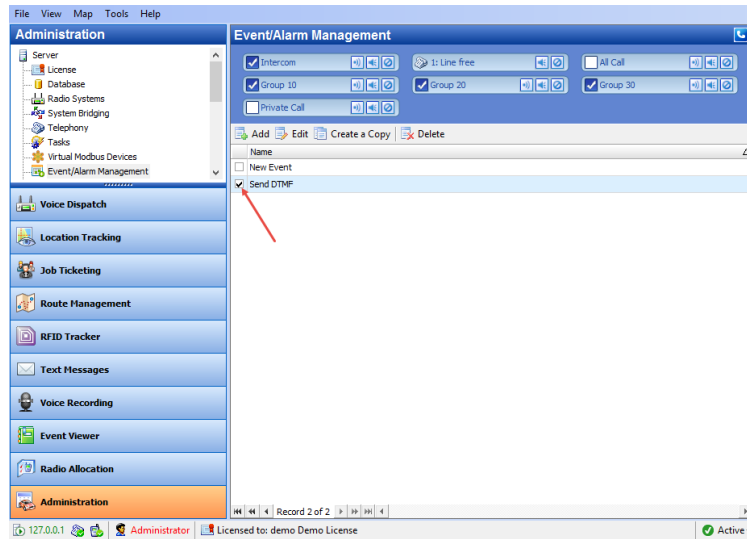 File View Map Tools Help
Administration
Event/Alarm Management
Server
License
Database
Radio Systems
System Bridging
Telephony
Tasks
Virtual Modbus Devices
Event/Alarm Management
Intercom
1: Line free
All Call
Group 10
Group 20
Group 30
Private Call
Add Edit Create a Copy Delete
Name
New Event
Send DTMF
Voice Dispatch
Location Tracking
Job Ticketing
Route Management
RFID Tracker
Text Messages
Voice Recording
Event Viewer
Radio Allocation
Administration
Record 2 of 2
127.0.0.1 Administrator Licensed to: demo Demo License Active